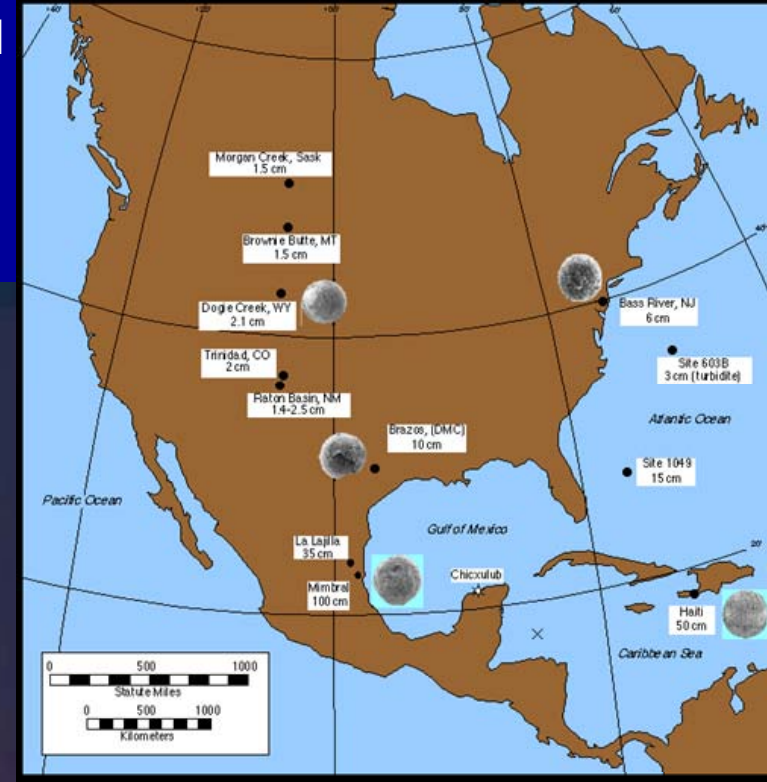 Morgan Creek, Sask
1.5 cm
Brownie Butte, MT
1.5 cm
Dogie Creek, WY
2.1 cm
Trinidad, CO
2 cm
Raton Basin, NM
1.4-2.5 cm
Brazos, (DMC)
10 cm
Bass River, NJ
6 cm
Site 603B
3 cm (turbidite)
Atlantic Ocean
Site 1049
15 cm
Pacific Ocean
Gulf of Mexico
La Lajilla
35 cm
Mimbral
100 cm
Chicxulub
20'
Haiti
50 cm
Caribbean Sea
0 500 1000
Statute Miles
0 500 1000
Kilometers